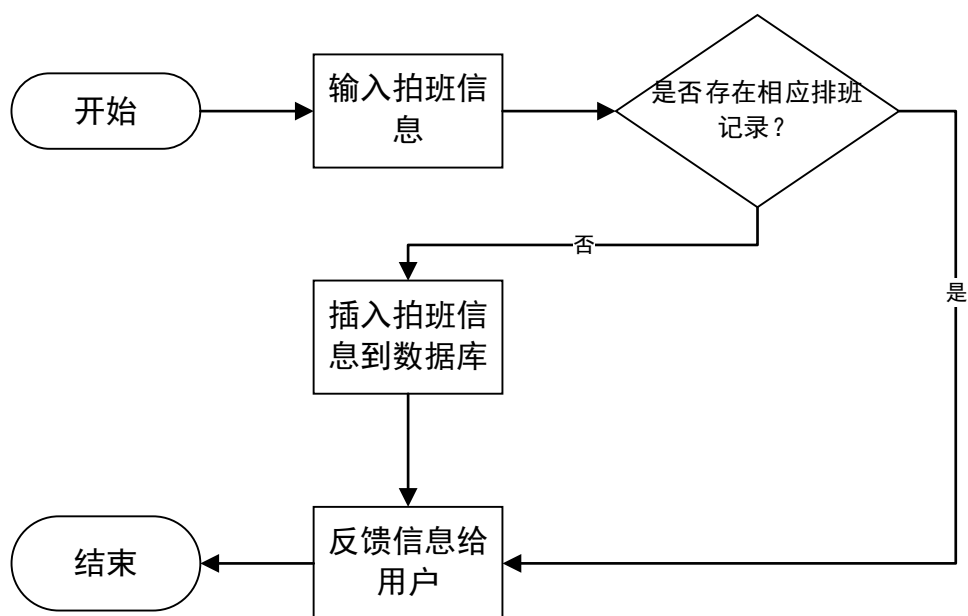 开始
输入拍班信
息
是否存在相应排班
记录？
否
是
插入拍班信
息到数据库
反馈信息给
用户
结束